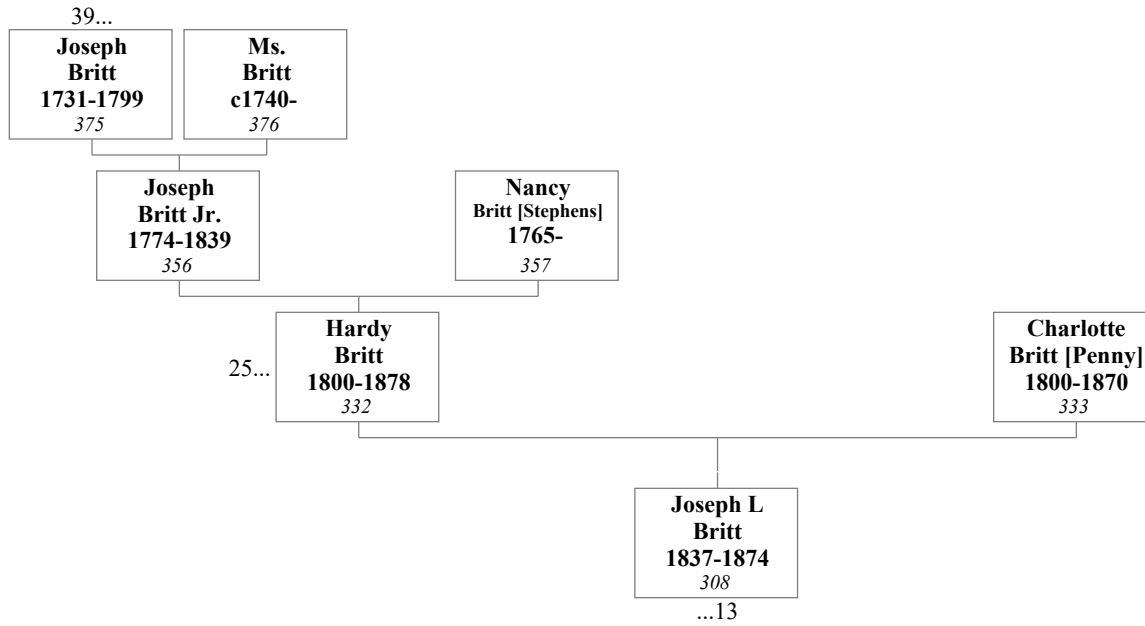 39...
Joseph
Britt
1731-1799
375
Ms.
Britt
c1740-
376
Joseph
Britt Jr.
1774-1839
356
Nancy
Britt [Stephens]
1765-
357
25...
Hardy
Britt
1800-1878
332
Charlotte
Britt [Penny]
1800-1870
333
Joseph L
Britt
1837-1874
308
...13